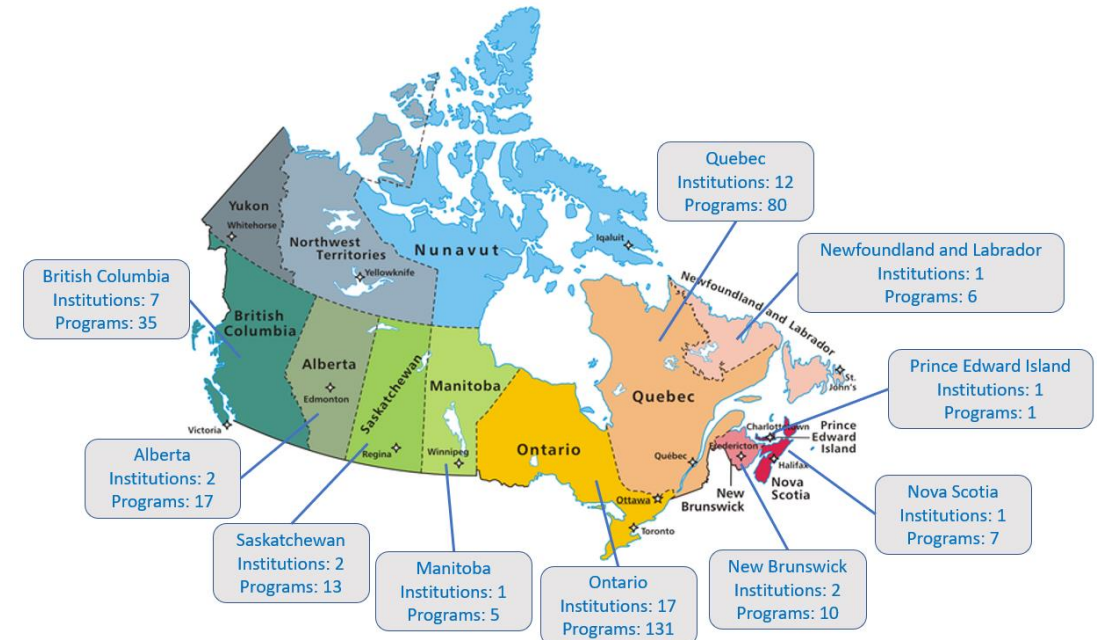 Quebec
Institutions: 12
Programs: 80
Yukon
Whitehorse
Northwest
Territories
Yellowknife
Nunavut
Iqaluit
Newfoundland and Labrador
Institutions: 1
Programs: 6
British Columbia
Institutions: 7
Programs: 35
British
Columbia
Alberta
Edmonton
Saskatchewan
Regina
Manitoba
Winnipeg
Ontario
Ottawa
Toronto
Quebec
Québec
Newfoundland and Labrador
St.
John's
Prince Edward Island
Institutions: 1
Programs: 1
Victoria
Charlottetown
Prince
Edward
Island
Fredericton
Halifax
New
Brunswick
Nova
Scotia
Alberta
Institutions: 2
Programs: 17
Nova Scotia
Institutions: 1
Programs: 7
Saskatchewan
Institutions: 2
Programs: 13
Manitoba
Institutions: 1
Programs: 5
Ontario
Institutions: 17
Programs: 131
New Brunswick
Institutions: 2
Programs: 10